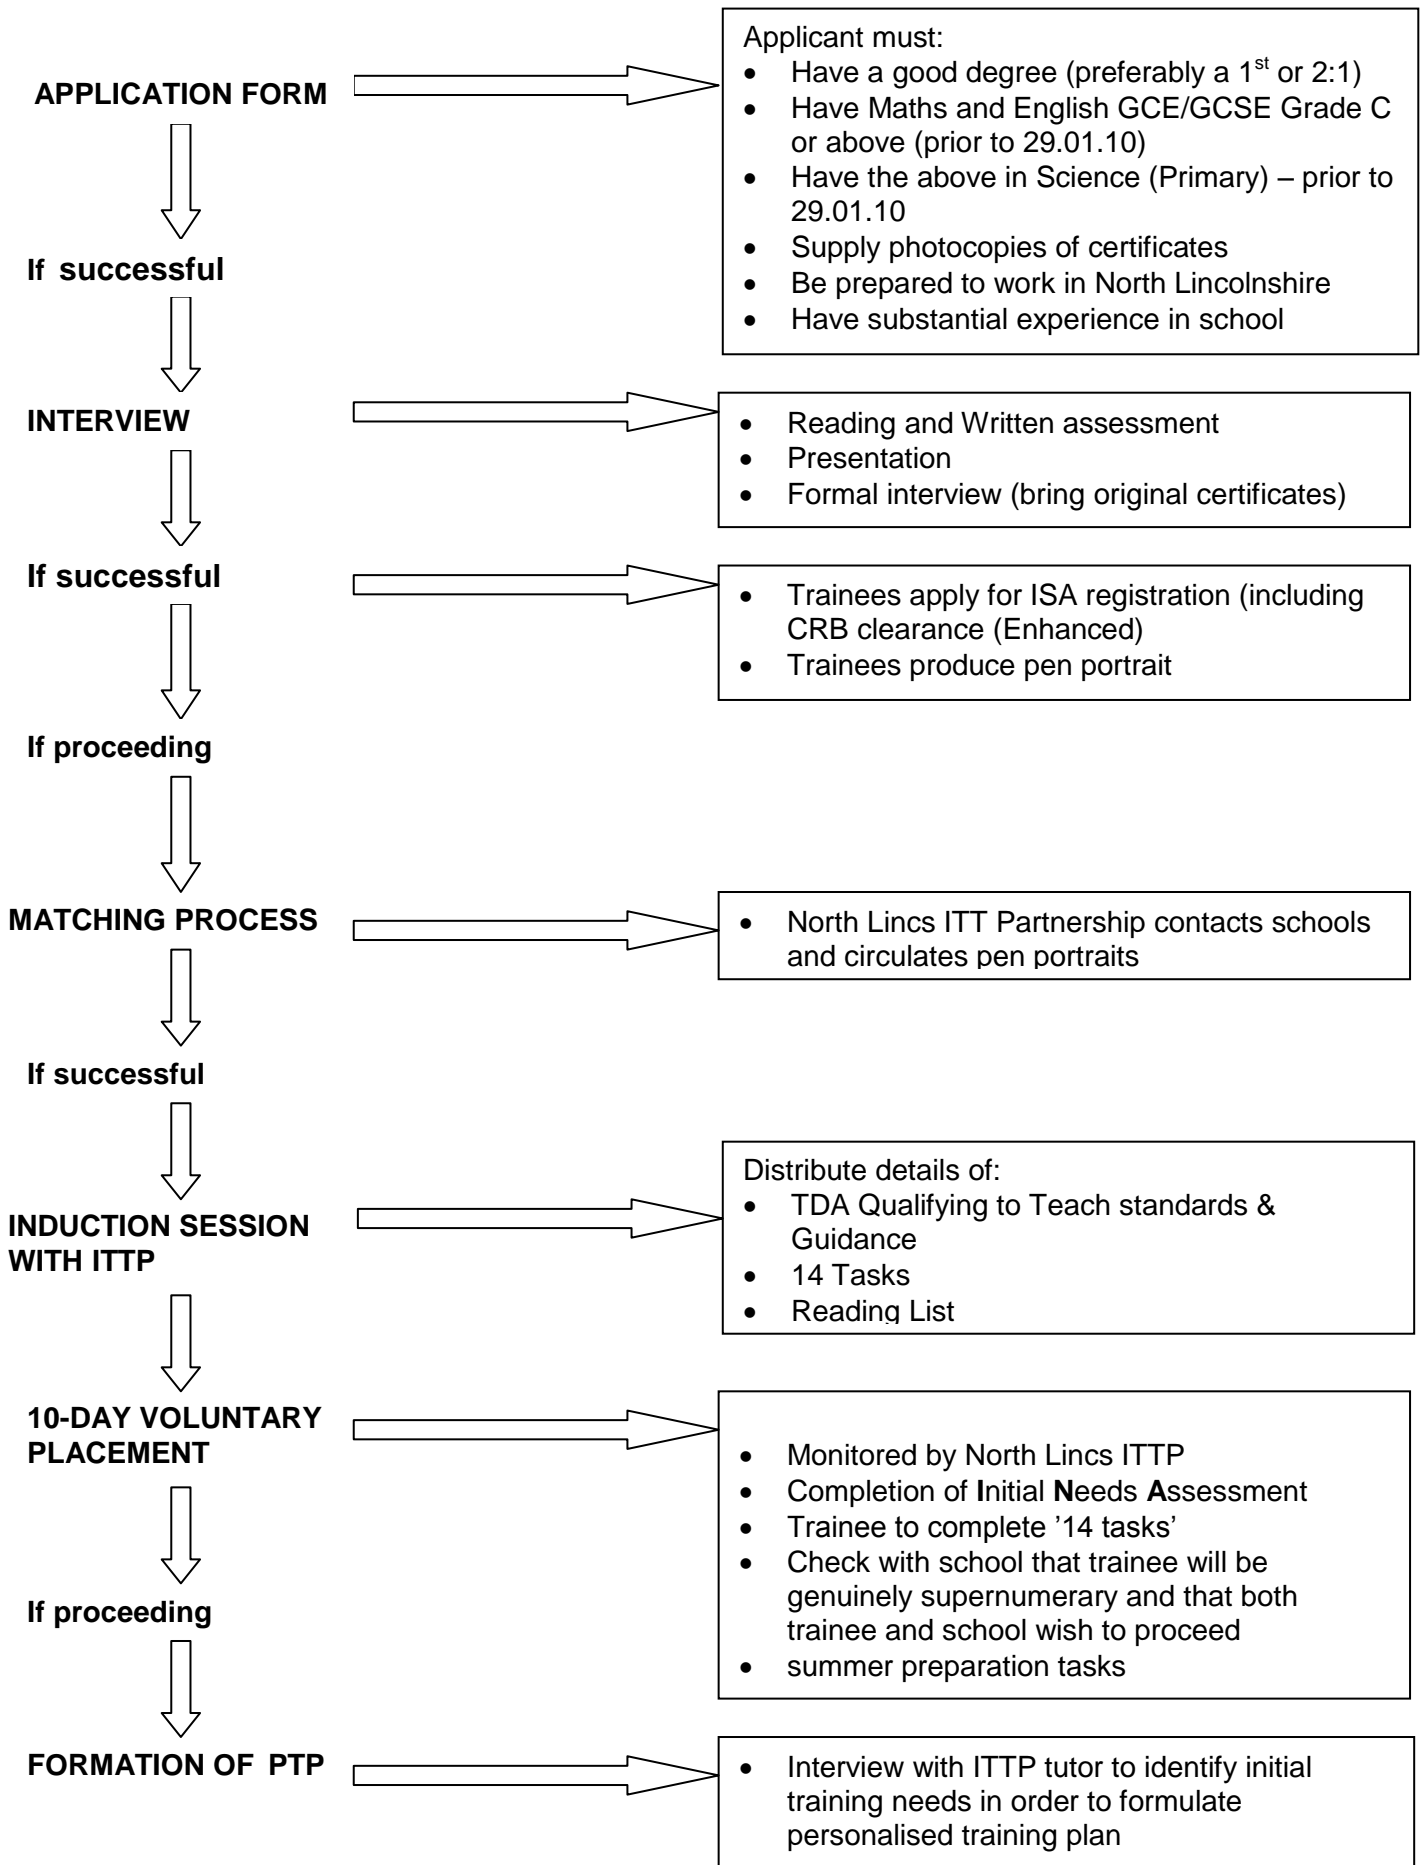 APPLICATION FORM
Applicant must:
• Have a good degree (preferably a 1st or 2:1)
• Have Maths and English GCE/GCSE Grade C
or above (prior to 29.01.10)
• Have the above in Science (Primary) – prior to
29.01.10
• Supply photocopies of certificates
• Be prepared to work in North Lincolnshire
• Have substantial experience in school
If successful
INTERVIEW
• Reading and Written assessment
• Presentation
• Formal interview (bring original certificates)
If successful
• Trainees apply for ISA registration (including
CRB clearance (Enhanced)
• Trainees produce pen portrait
If proceeding
MATCHING PROCESS
• North Lincs ITT Partnership contacts schools
and circulates pen portraits
If successful
INDUCTION SESSION
WITH ITTP
Distribute details of:
• TDA Qualifying to Teach standards &
Guidance
• 14 Tasks
• Reading List
10-DAY VOLUNTARY
PLACEMENT
• Monitored by North Lincs ITTP
• Completion of Initial Needs Assessment
• Trainee to complete ’14 tasks’
• Check with school that trainee will be
genuinely supernumerary and that both
trainee and school wish to proceed
• summer preparation tasks
If proceeding
FORMATION OF PTP
• Interview with ITTP tutor to identify initial
training needs in order to formulate
personalised training plan